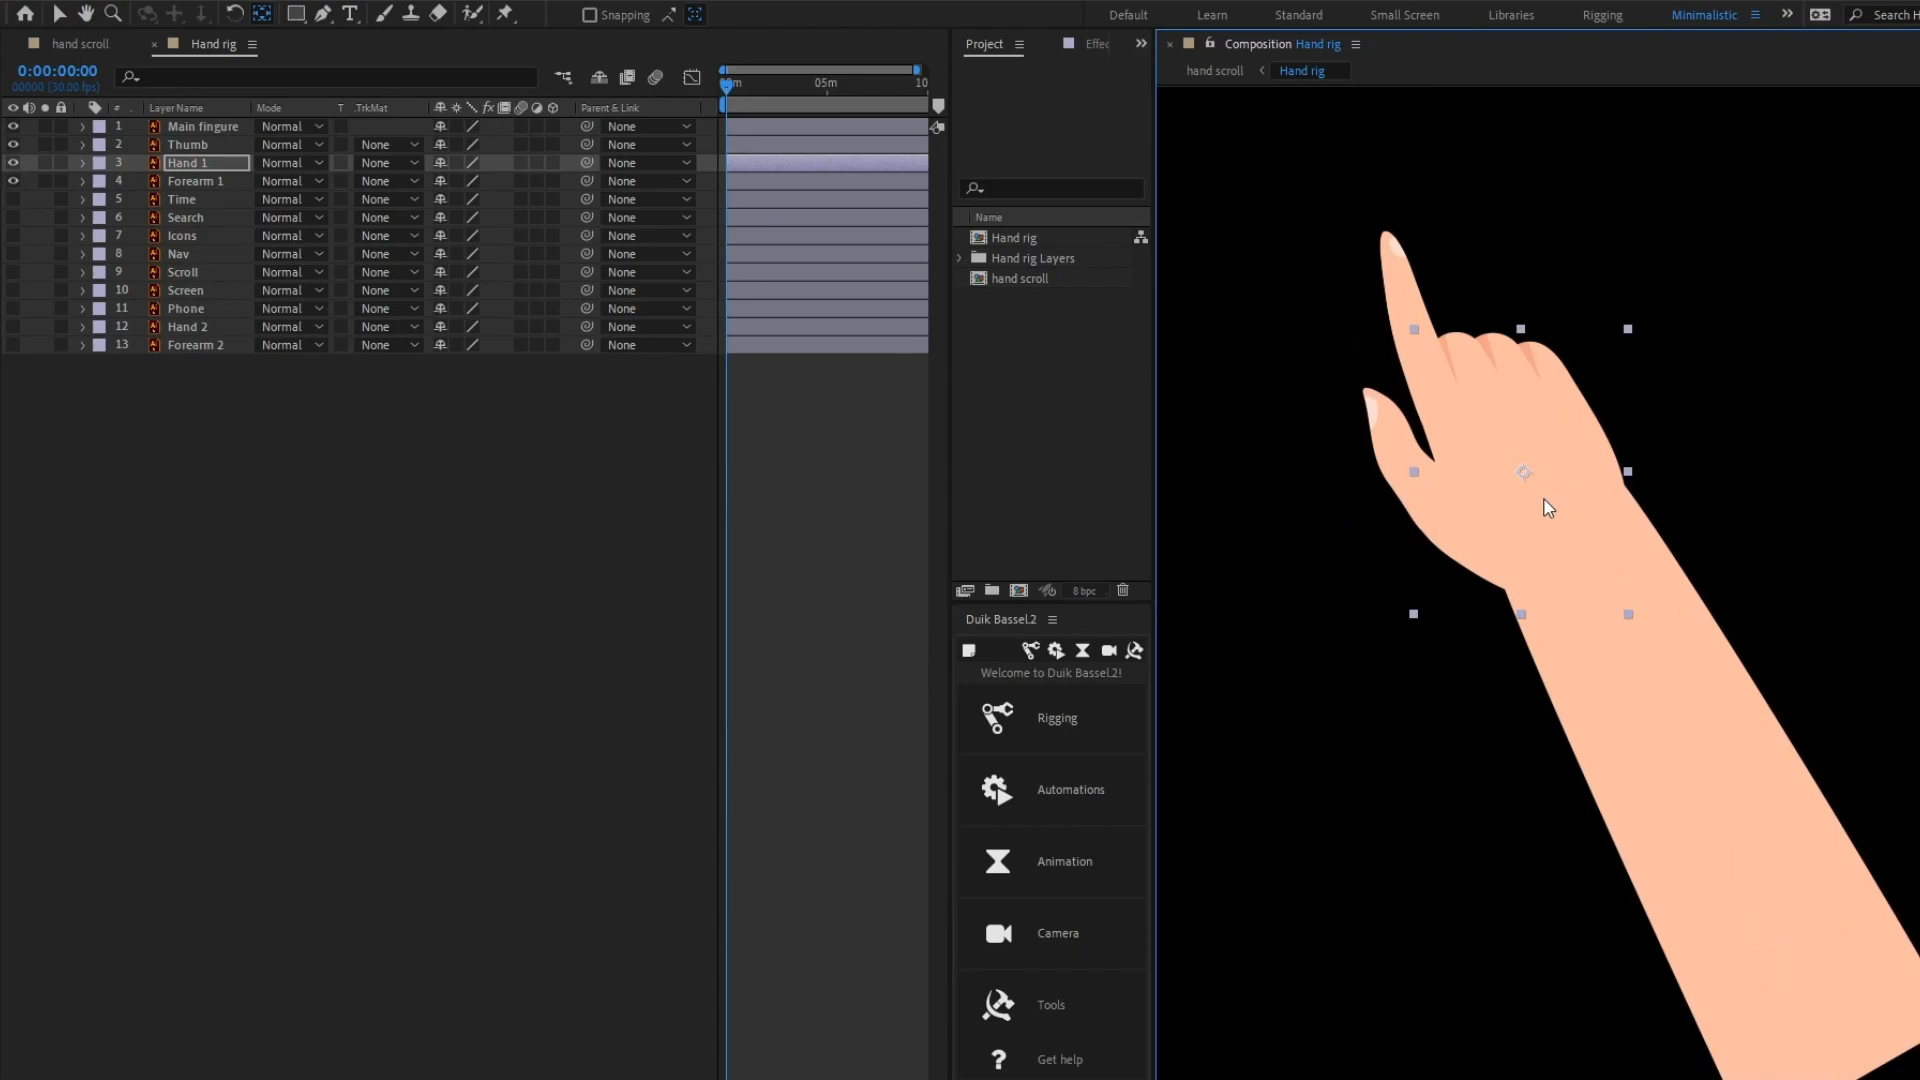 T Snapping Default Learn Standard Small Screen Libraries Rigging Minimalistic Search H
hand scroll Hand rig Project Effec Composition Hand rig
0:00:00:00 hand scroll Hand rig
00000 (30.00 fps) 05m 10
# . Layer Name Mode T .TrkMat Parent & Link
1 Main fingure Normal None
2 Thumb Normal None None
3 Hand 1 Normal None None
4 Forearm 1 Normal None None
5 Time Normal None None
6 Search Normal None None
7 Icons Normal None None
8 Nav Normal None None
9 Scroll Normal None None
10 Screen Normal None None
11 Phone Normal None None
12 Hand 2 Normal None None
13 Forearm 2 Normal None None
Name
Hand rig
Hand rig Layers
hand scroll
8 bpc
Duik Bassel.2
Welcome to Duik Bassel.2!
Rigging
Automations
Animation
Camera
Tools
? Get help